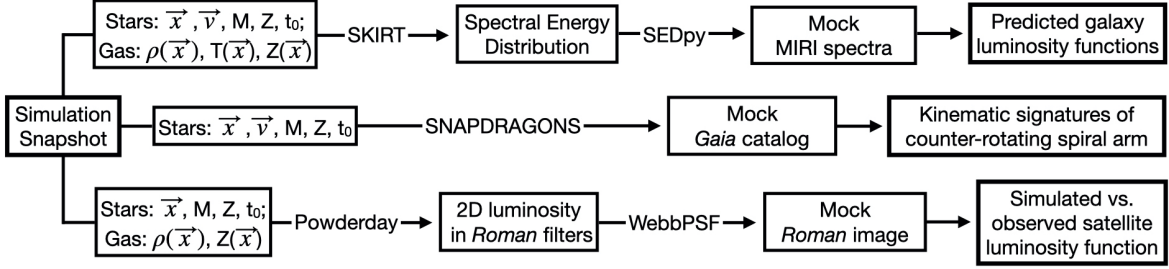 Simulation
Snapshot
Stars: x⃗ , v⃗, M, Z, t₀;
Gas: ρ(x⃗), T(x⃗), Z(x⃗)
SKIRT
Spectral Energy
Distribution
SEDpy
Mock
MIRI spectra
Predicted galaxy
luminosity functions
Stars: x⃗ , v⃗, M, Z, t₀
SNAPDRAGONS
Mock
Gaia catalog
Kinematic signatures of
counter-rotating spiral arm
Stars: x⃗, M, Z, t₀;
Gas: ρ(x⃗), Z(x⃗)
Powderday
2D luminosity
in Roman filters
WebbPSF
Mock
Roman image
Simulated vs.
observed satellite
luminosity function